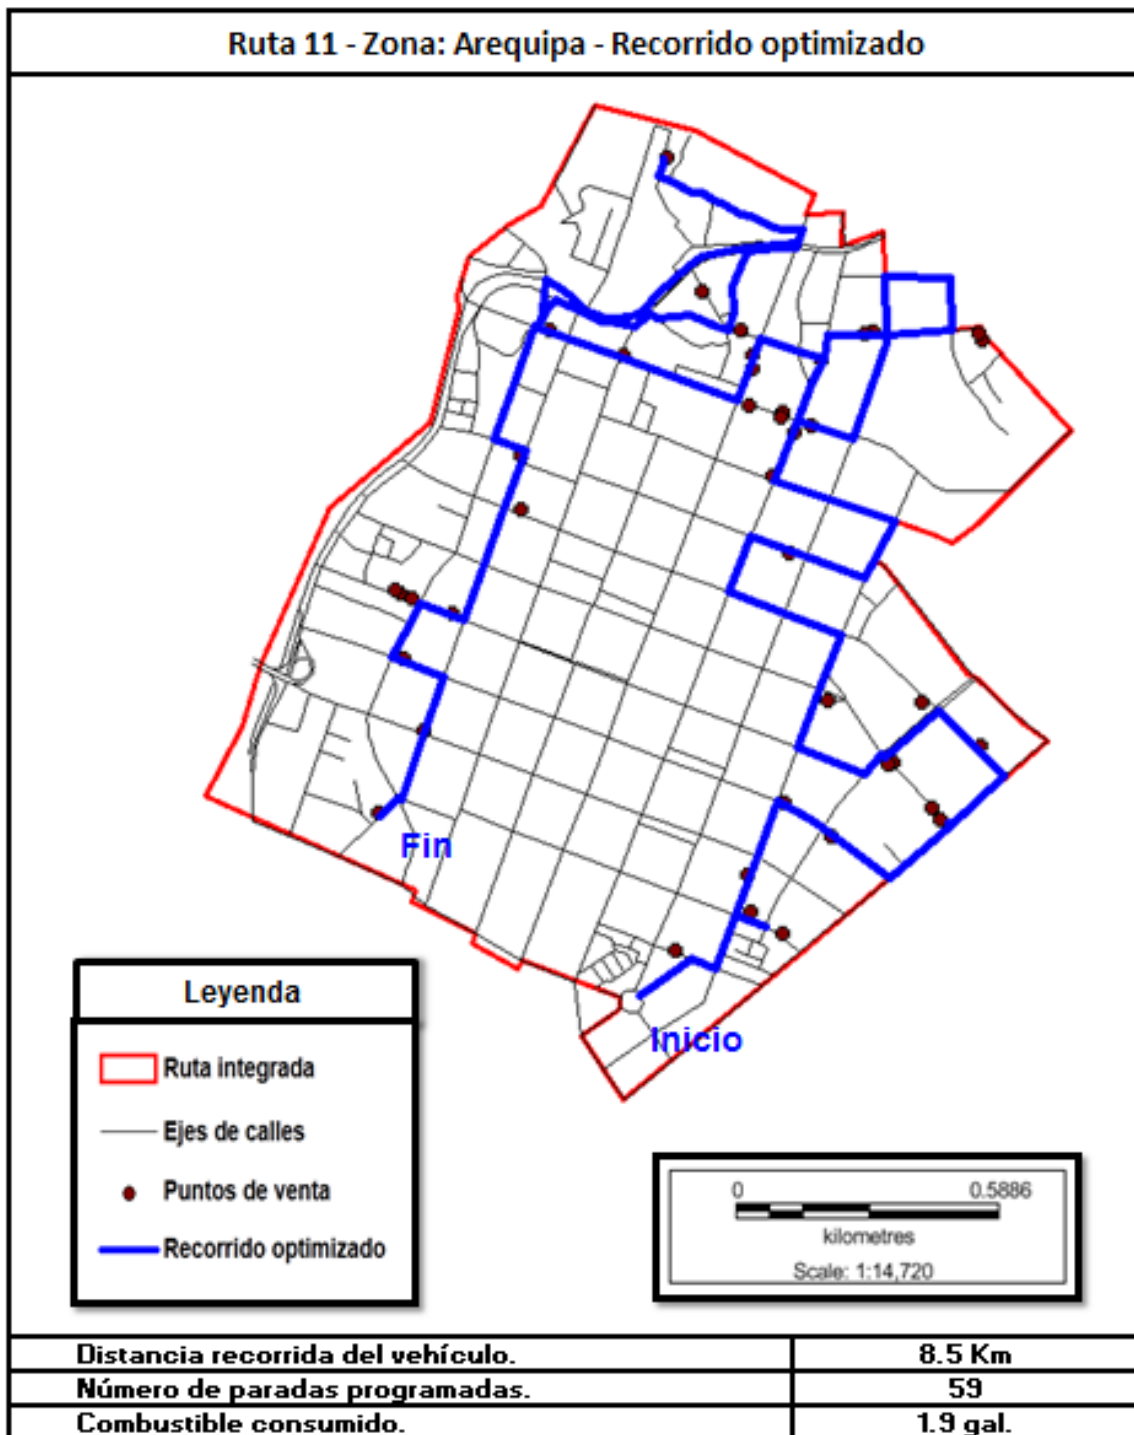 Ruta 11 - Zona: Arequipa - Recorrido optimizado
Fin
Inicio
Leyenda
Ruta integrada
Ejes de calles
Puntos de venta
Recorrido optimizado
0 0.5886
kilometres
Scale: 1:14,720
Distancia recorrida del vehículo. 8.5 Km
Número de paradas programadas. 59
Combustible consumido. 1.9 gal.